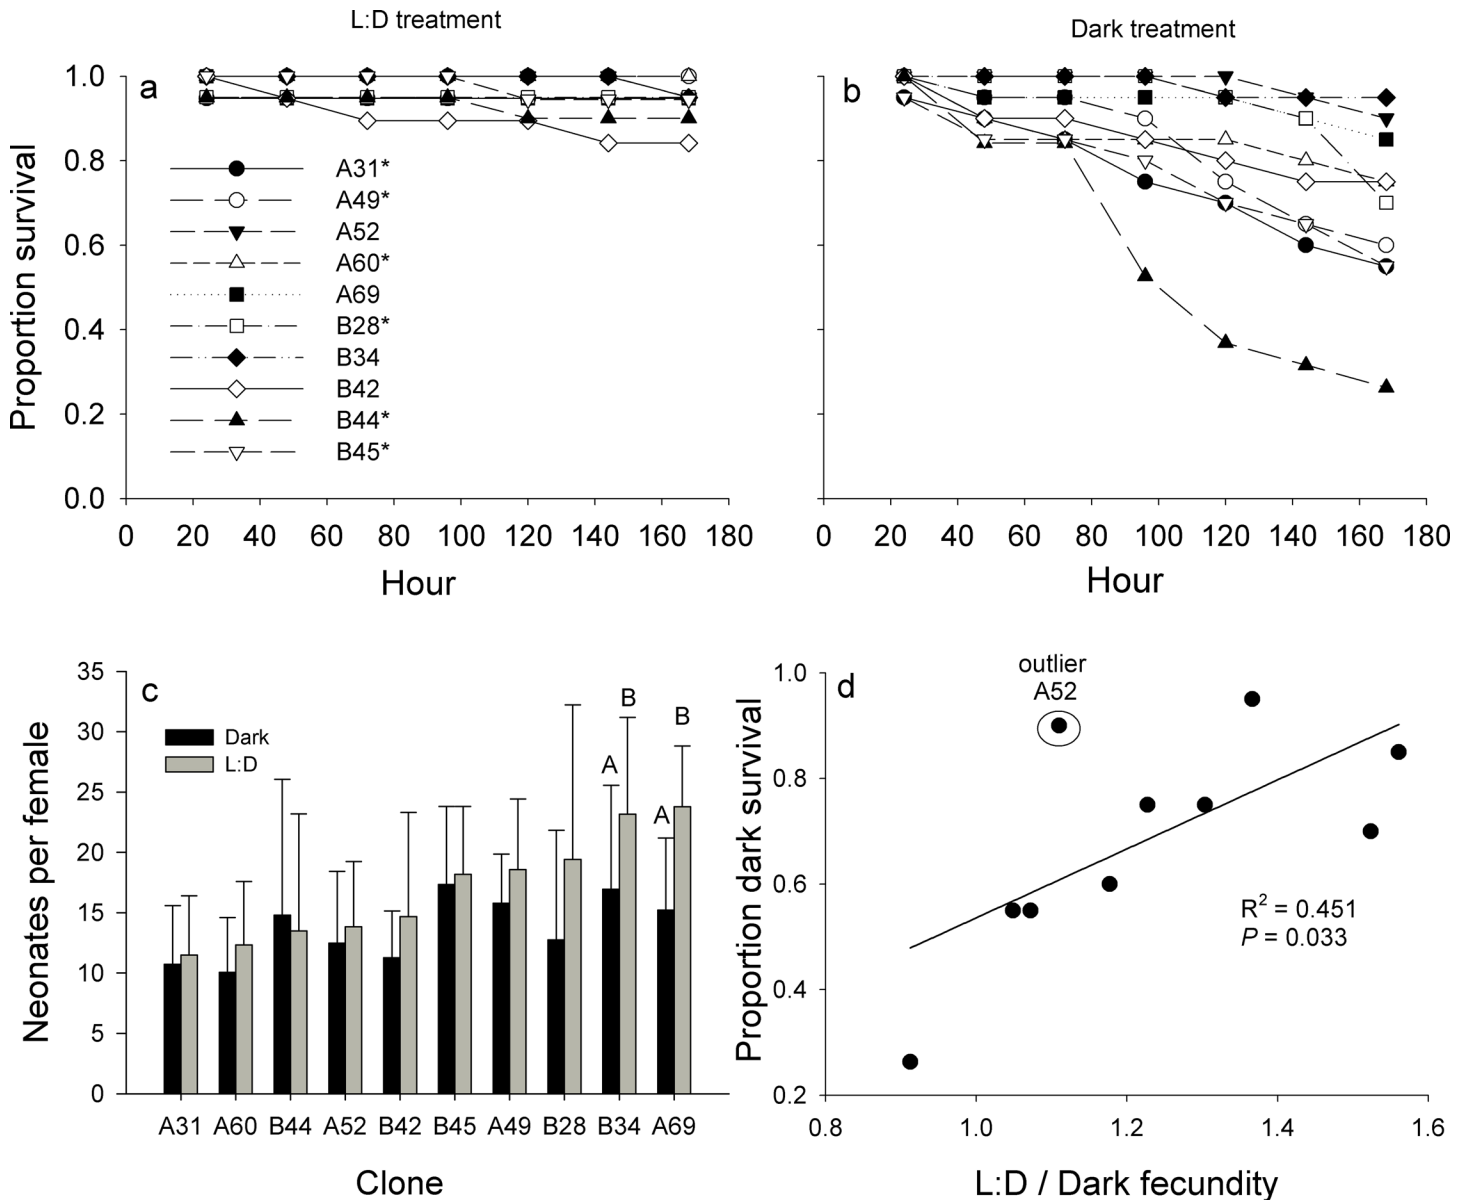 L:D treatment
Dark treatment
a
b
Proportion survival
1.0
0.8
0.6
0.4
0.2
0.0
A31*
A49*
A52
A60*
A69
B28*
B34
B42
B44*
B45*
0 20 40 60 80 100 120 140 160 180
Hour
0 20 40 60 80 100 120 140 160 180
Hour
c
Neonates per female
35
30
25
20
15
10
5
0
Dark
L:D
A
B
A
B
A31 A60 B44 A52 B42 B45 A49 B28 B34 A69
Clone
d
Proportion dark survival
1.0
0.8
0.6
0.4
0.2
outlier
A52
R2 = 0.451
P = 0.033
0.8 1.0 1.2 1.4 1.6
L:D / Dark fecundity